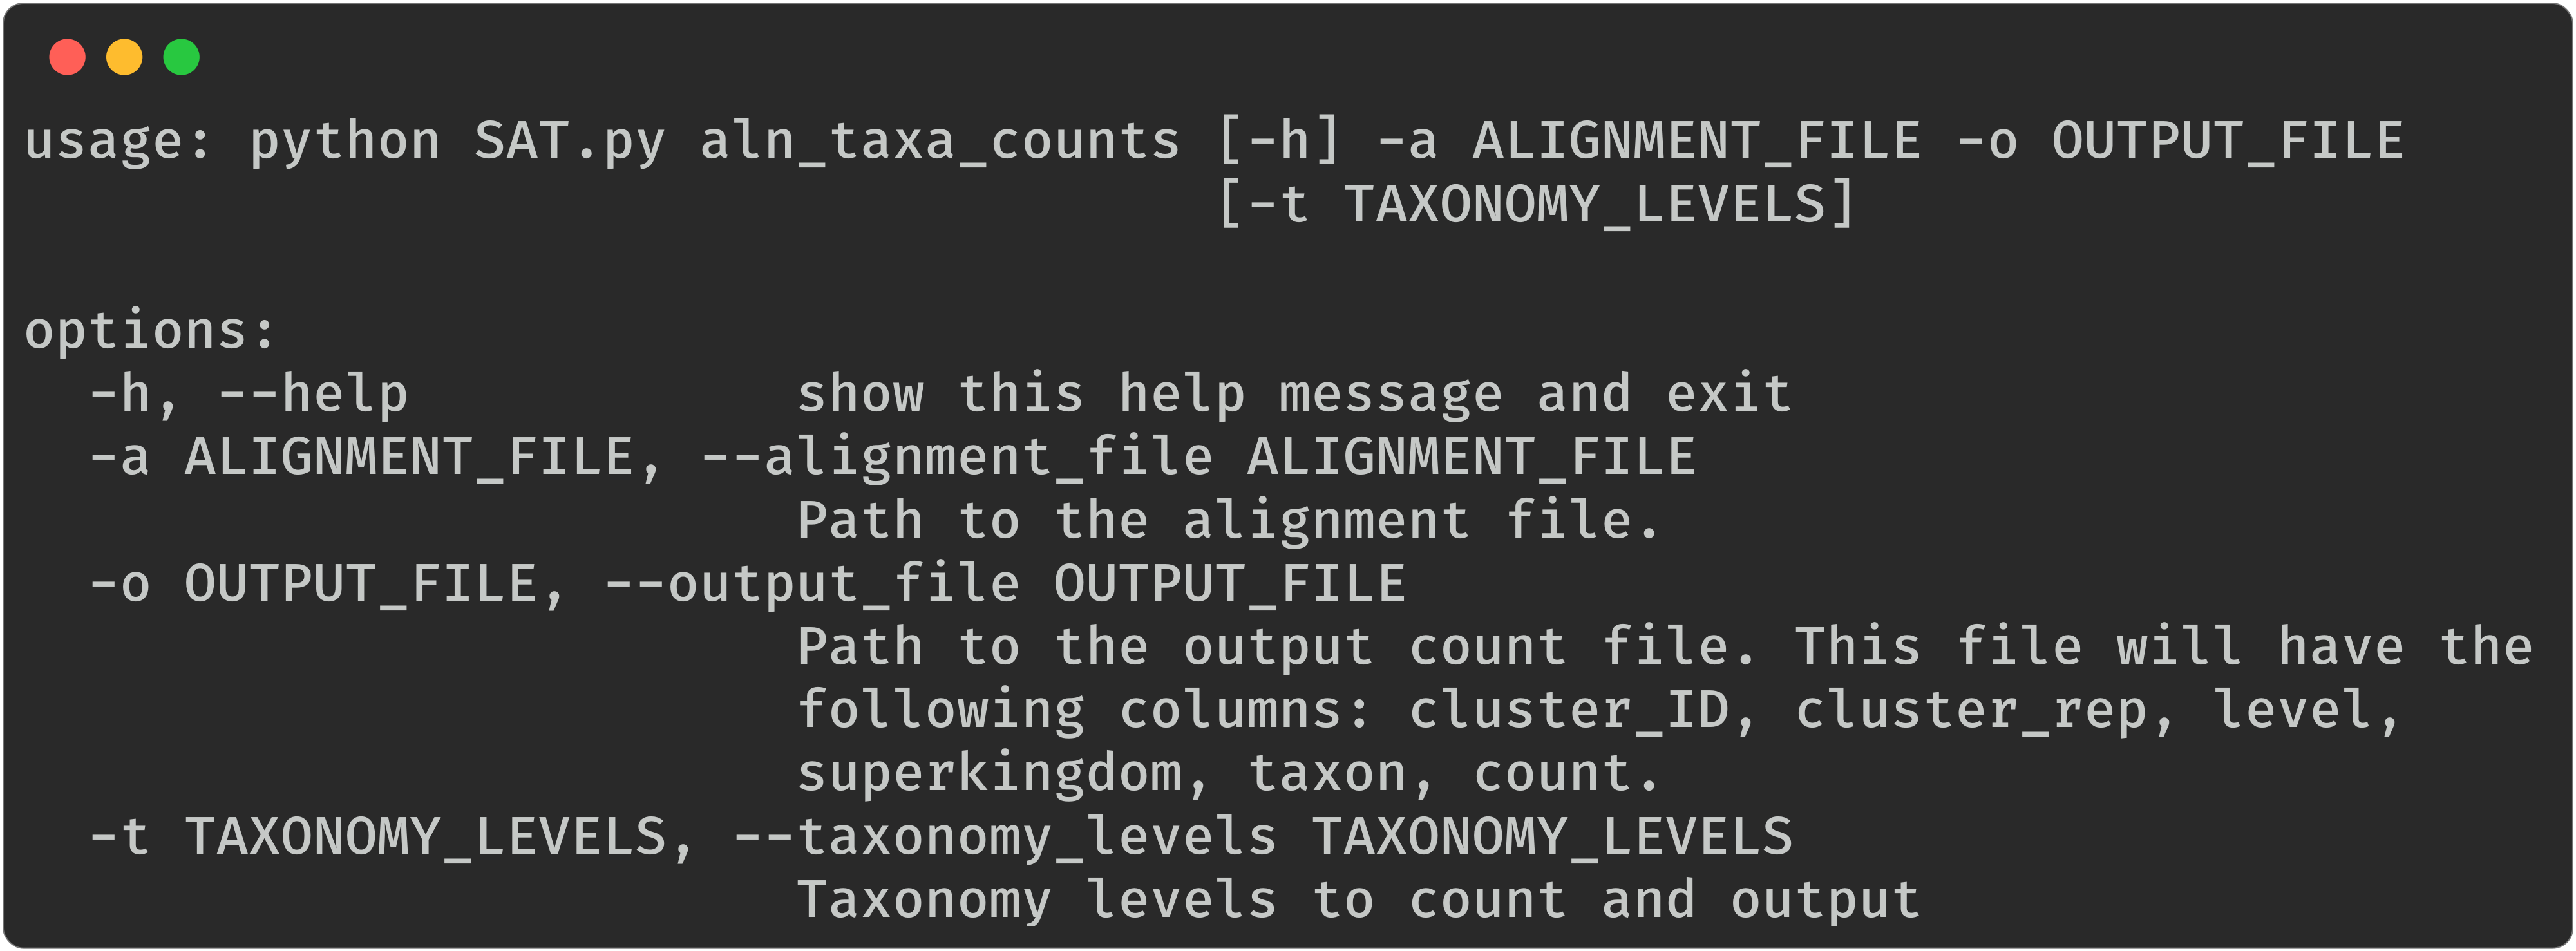 usage: python SAT.py aln_taxa_counts [-h] -a ALIGNMENT_FILE -o OUTPUT_FILE
[-t TAXONOMY_LEVELS]
options:
-h, --help show this help message and exit
-a ALIGNMENT_FILE, --alignment_file ALIGNMENT_FILE
Path to the alignment file.
-o OUTPUT_FILE, --output_file OUTPUT_FILE
Path to the output count file. This file will have the
following columns: cluster_ID, cluster_rep, level,
superkingdom, taxon, count.
-t TAXONOMY_LEVELS, --taxonomy_levels TAXONOMY_LEVELS
Taxonomy levels to count and output